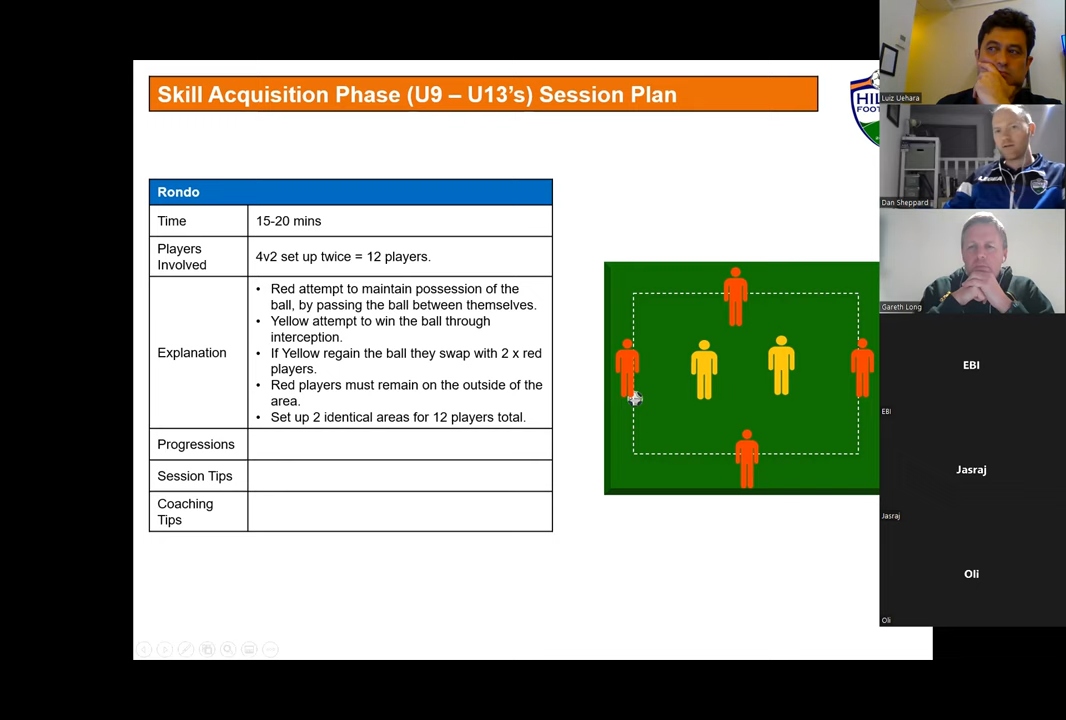 Skill Acquisition Phase (U9 – U13's) Session Plan
Rondo
Time
15-20 mins
Players
Involved
4v2 set up twice = 12 players.
Explanation
• Red attempt to maintain possession of the
ball, by passing the ball between themselves.
• Yellow attempt to win the ball through
interception.
• If Yellow regain the ball they swap with 2 x red
players.
• Red players must remain on the outside of the
area.
• Set up 2 identical areas for 12 players total.
Progressions
Session Tips
Coaching
Tips
Luiz Uehara
Dan Sheppard
Gareth Long
EBI
EBI
Jasraj
Jasraj
Oli
Oli